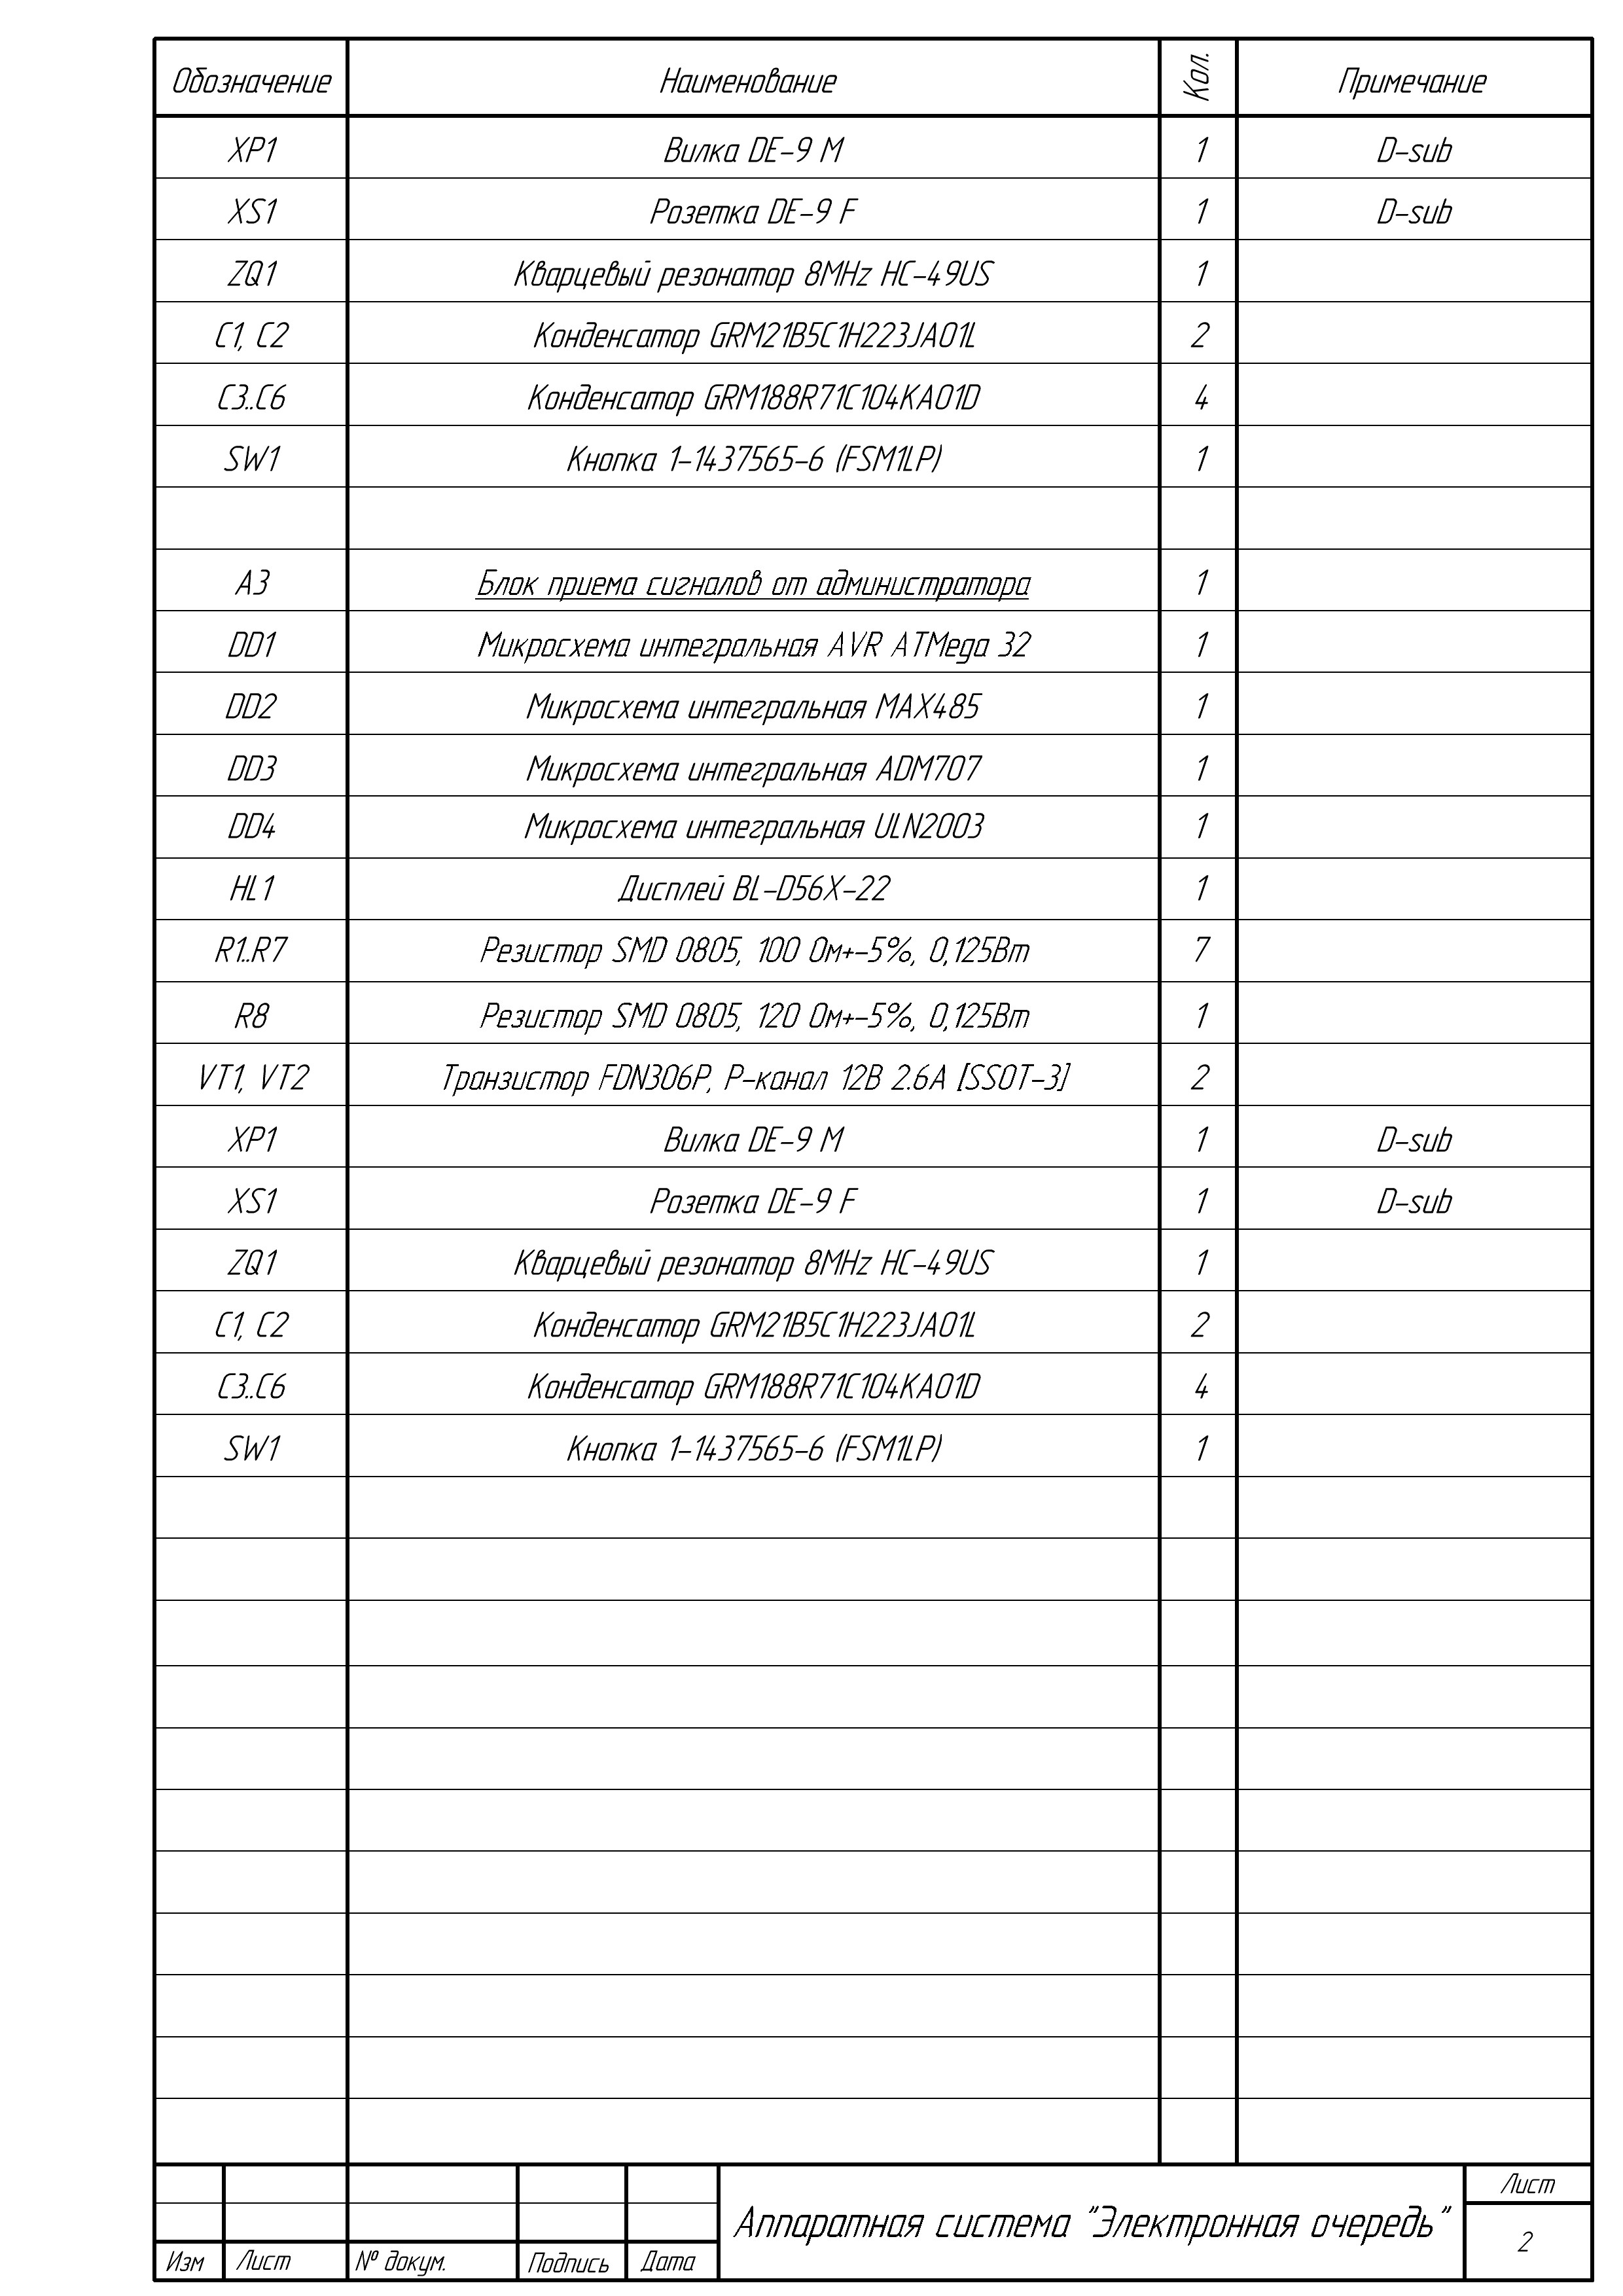 Обозначение Наименование Кол. Примечание
XP1 Вилка DE-9 M 1 D-sub
XS1 Розетка DE-9 F 1 D-sub
ZQ1 Кварцевый резонатор 8MHz HC-49US 1
C1, C2 Конденсатор GRM21B5C1H223JA01L 2
C3..C6 Конденсатор GRM188R71C104KA01D 4
SW1 Кнопка 1-1437565-6 (FSM1LP) 1
A3 Блок приема сигналов от администратора 1
DD1 Микросхема интегральная AVR ATMega 32 1
DD2 Микросхема интегральная MAX485 1
DD3 Микросхема интегральная ADM707 1
DD4 Микросхема интегральная ULN2003 1
HL1 Дисплей BL-D56X-22 1
R1..R7 Резистор SMD 0805, 100 Ом+-5%, 0,125Вт 7
R8 Резистор SMD 0805, 120 Ом+-5%, 0,125Вт 1
VT1, VT2 Транзистор FDN306P, P-канал 12В 2.6А [SSOT-3] 2
XP1 Вилка DE-9 M 1 D-sub
XS1 Розетка DE-9 F 1 D-sub
ZQ1 Кварцевый резонатор 8MHz HC-49US 1
C1, C2 Конденсатор GRM21B5C1H223JA01L 2
C3..C6 Конденсатор GRM188R71C104KA01D 4
SW1 Кнопка 1-1437565-6 (FSM1LP) 1
Аппаратная система "Электронная очередь"
Лист
2
Изм Лист № докум. Подпись Дата